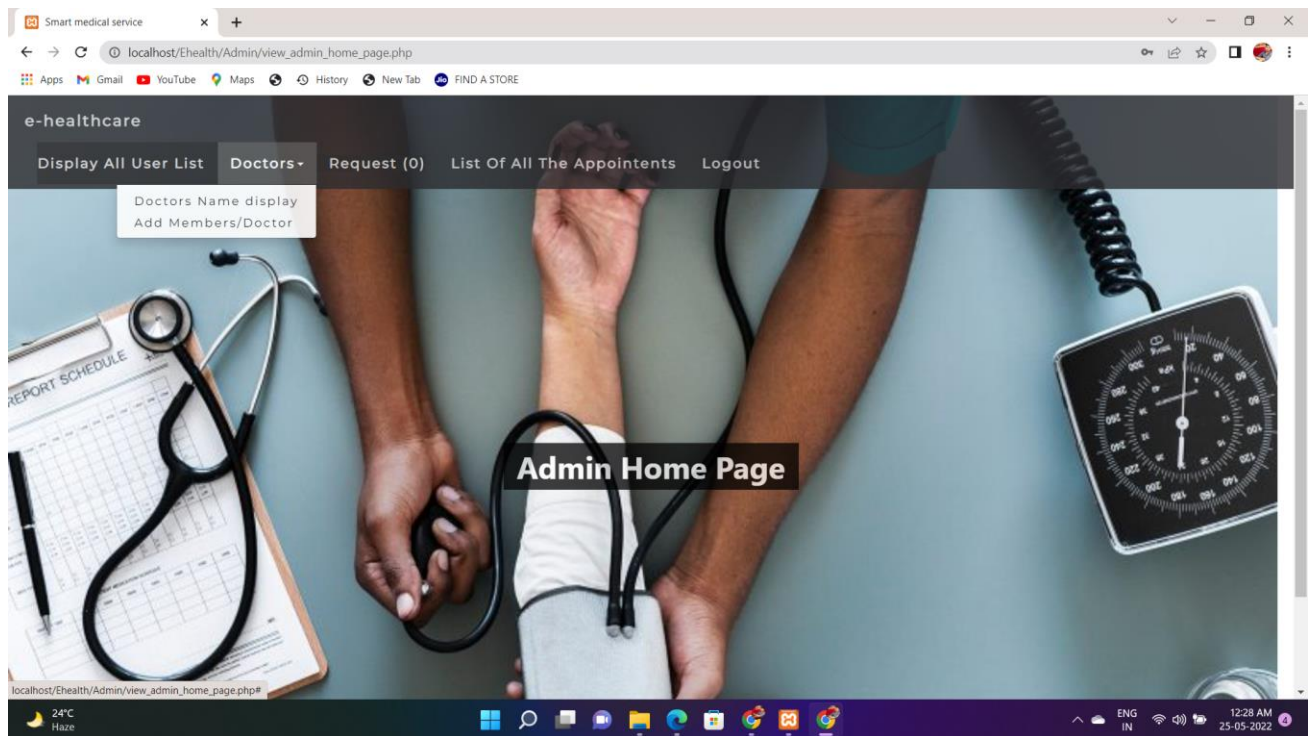 Smart medical service
localhost/Ehealth/Admin/view_admin_home_page.php
Apps Gmail YouTube Maps History New Tab Jio FIND A STORE
e-healthcare
Display All User List Doctors Request (0) List Of All The Appointents Logout
Doctors Name display
Add Members/Doctor
REPORT SCHEDULE
Admin Home Page
localhost/Ehealth/Admin/view_admin_home_page.php#
24°C
Haze
ENG
IN
12:28 AM
25-05-2022
4